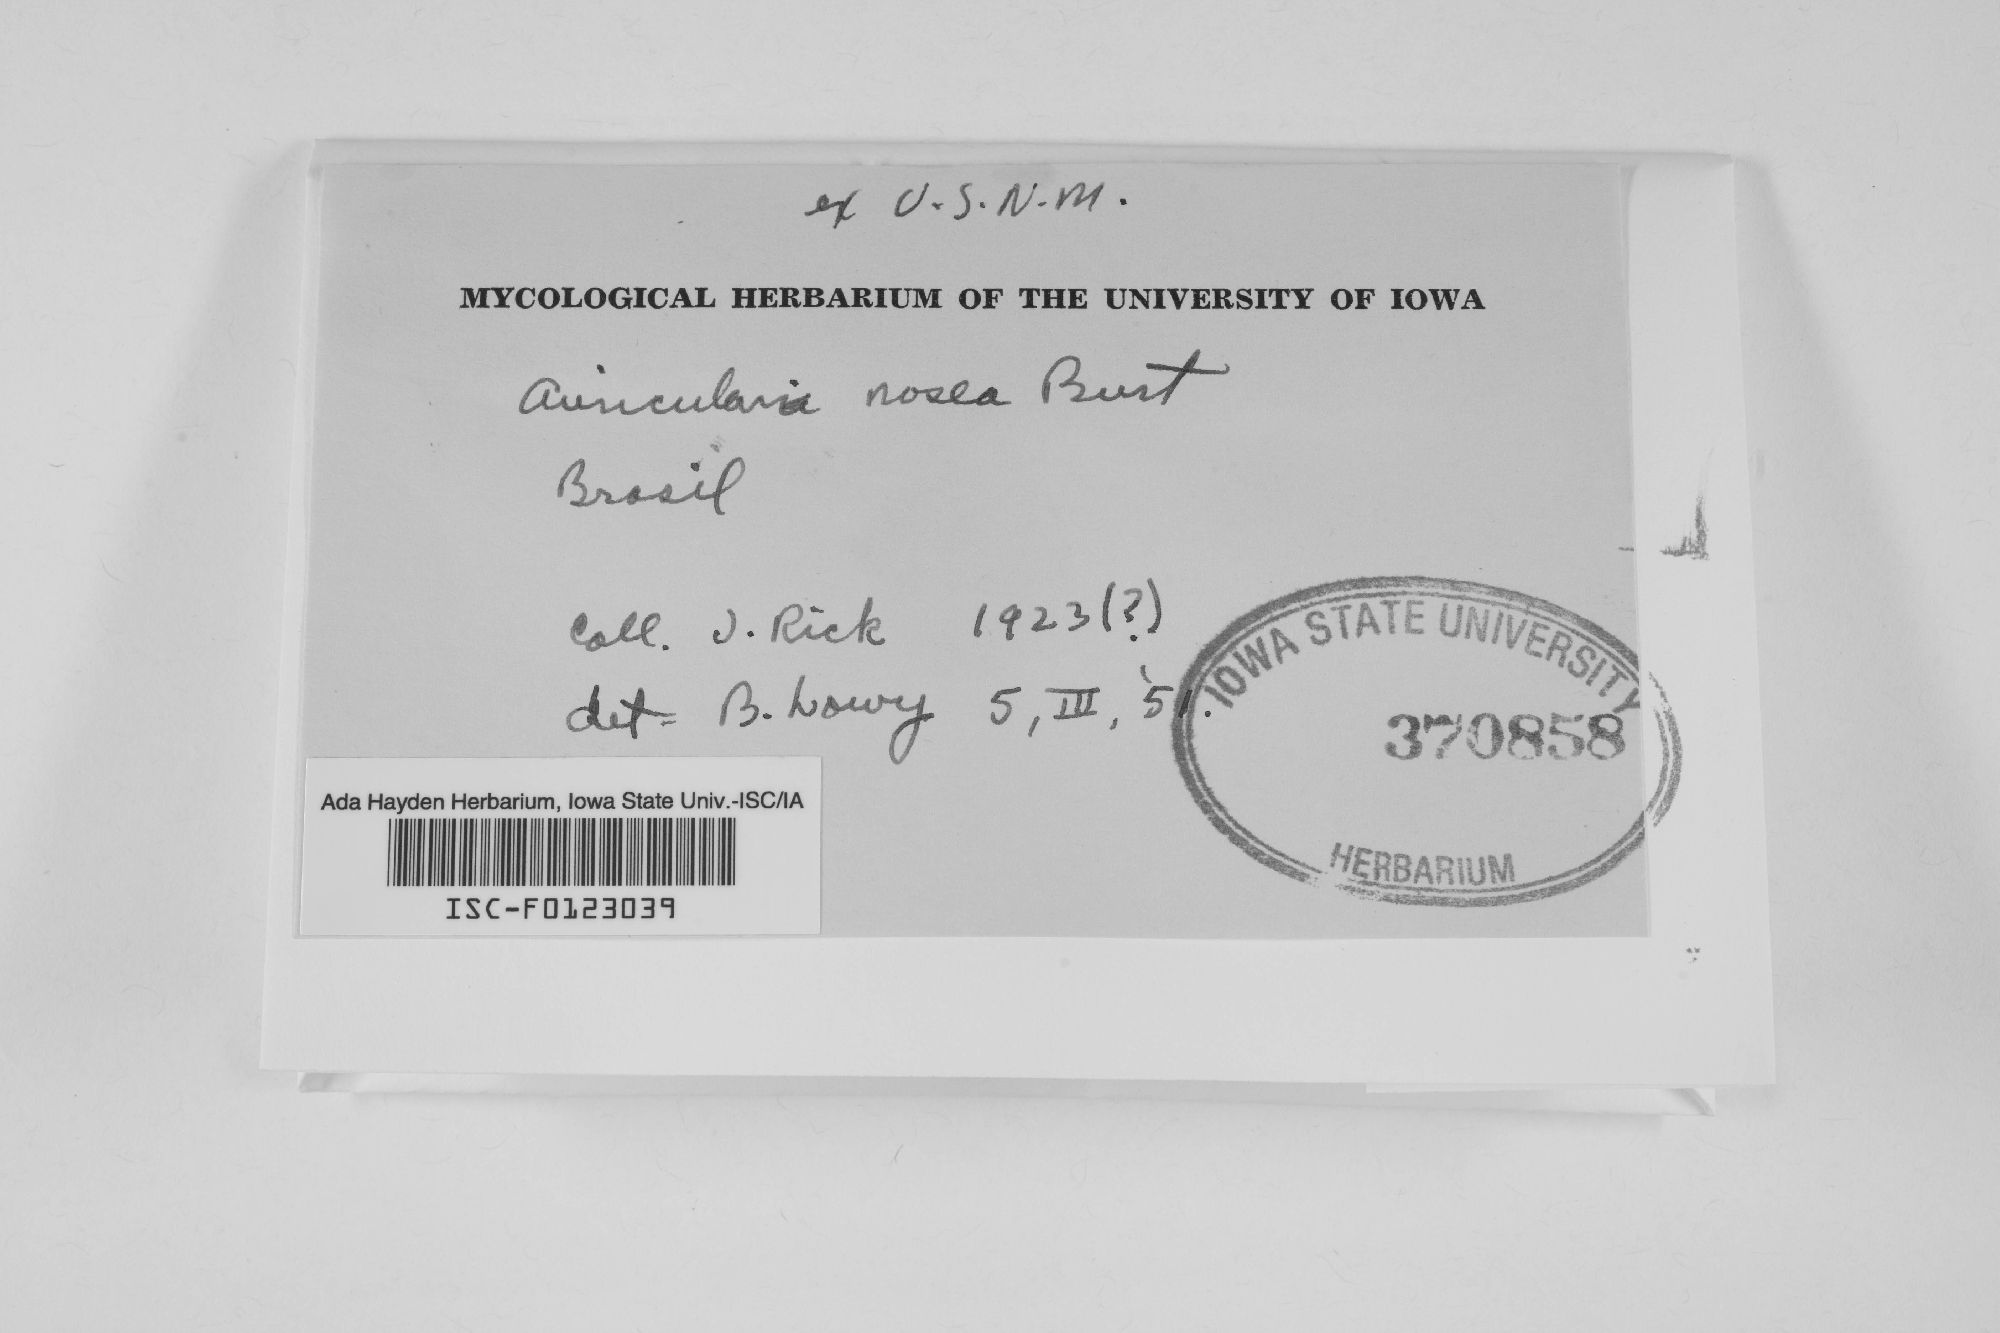 ex U.S.N.M.
MYCOLOGICAL HERBARIUM OF THE UNIVERSITY OF IOWA
Auricularia rosea Burt
Brasil
Coll. J. Rick 1923(?)
det= B. Lowy 5, III, '51.
IOWA STATE UNIVERSITY
370858
HERBARIUM
Ada Hayden Herbarium, Iowa State Univ.-ISC/IA
ISC-F0123039